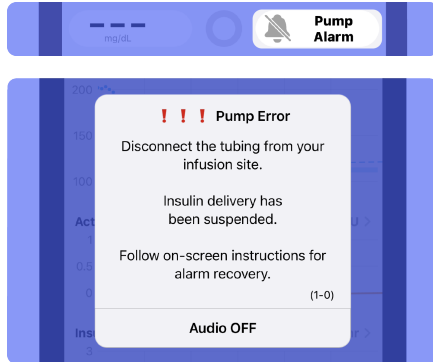 – – –
mg/dL
Pump
Alarm
200
150
100
Act
U >
1
0.5
0
Ins
r >
3
! ! ! Pump Error
Disconnect the tubing from your
infusion site.
Insulin delivery has
been suspended.
Follow on-screen instructions for
alarm recovery.
(1-0)
Audio OFF